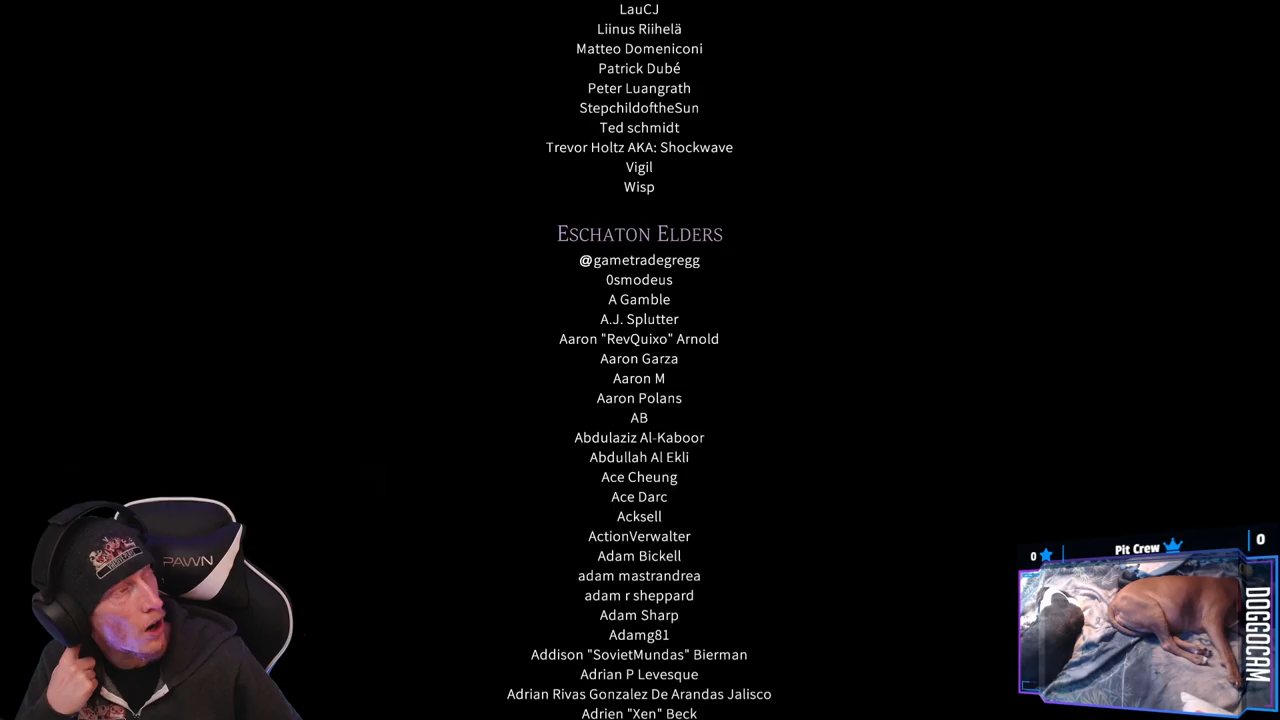 LauCJ
Liinus Riihelä
Matteo Domeniconi
Patrick Dubé
Peter Luangrath
StepchildoftheSun
Ted schmidt
Trevor Holtz AKA: Shockwave
Vigil
Wisp
Eschaton Elders
@gametradegregg
0smodeus
A Gamble
A.J. Splutter
Aaron "RevQuixo" Arnold
Aaron Garza
Aaron M
Aaron Polans
AB
Abdulaziz Al-Kaboor
Abdullah Al Ekli
Ace Cheung
Ace Darc
Acksell
ActionVerwalter
Adam Bickell
adam mastrandrea
adam r sheppard
Adam Sharp
Adamg81
Addison "SovietMundas" Bierman
Adrian P Levesque
Adrian Rivas Gonzalez De Arandas Jalisco
Adrien "Xen" Beck
PAWN
0
Pit Crew
0
DOGGOCAM